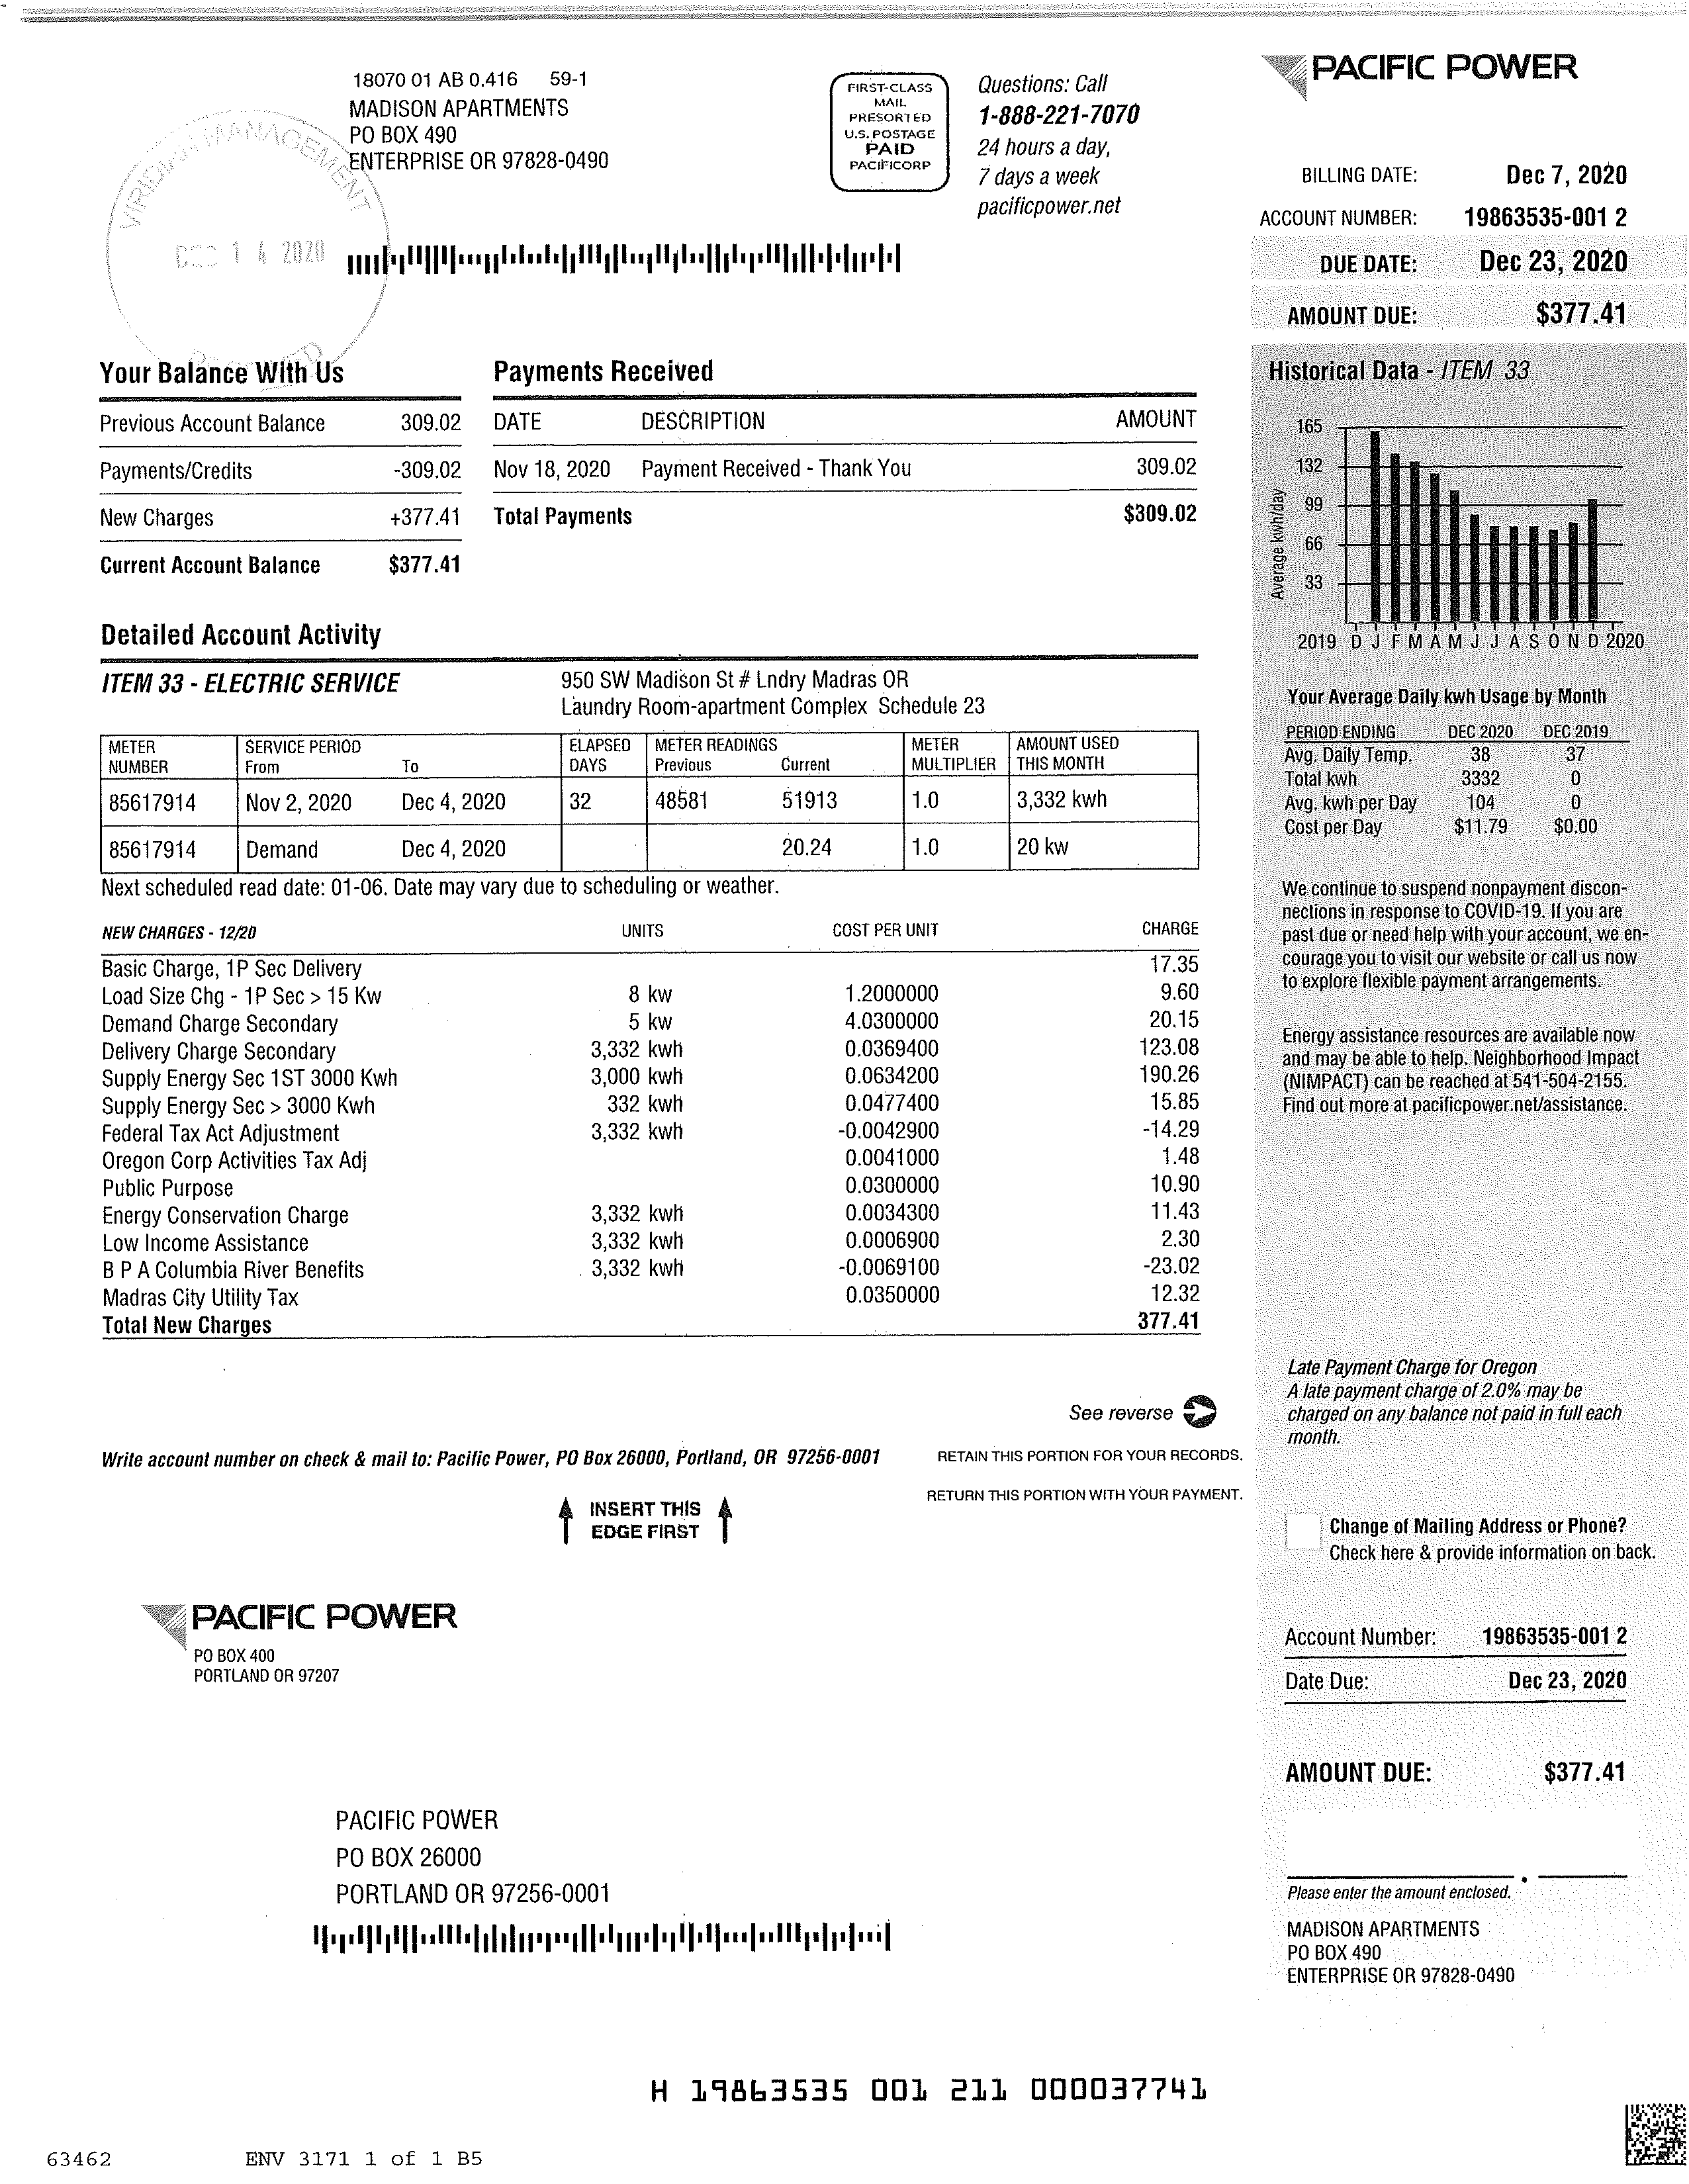 18070 01 AB 0.416 59-1
MADISON APARTMENTS
PO BOX 490
ENTERPRISE OR 97828-0490
VIRIDIAN MANAGEMENT
DEC 1 4 2020
RECEIVED
FIRST-CLASS
MAIL
PRESORTED
U.S. POSTAGE
PAID
PACIFICORP
Questions: Call
1-888-221-7070
24 hours a day,
7 days a week
pacificpower.net
PACIFIC POWER
BILLING DATE: Dec 7, 2020
ACCOUNT NUMBER: 19863535-001 2
DUE DATE: Dec 23, 2020
AMOUNT DUE: $377.41
Your Balance With Us
Previous Account Balance 309.02
Payments/Credits -309.02
New Charges +377.41
Current Account Balance $377.41
Payments Received
DATE DESCRIPTION AMOUNT
Nov 18, 2020 Payment Received - Thank You 309.02
Total Payments $309.02
Historical Data - ITEM 33
Average kwh/day
165
132
99
66
33
2019 D J F M A M J J A S O N D 2020
Detailed Account Activity
ITEM 33 - ELECTRIC SERVICE
950 SW Madison St # Lndry Madras OR
Laundry Room-apartment Complex Schedule 23
METER SERVICE PERIOD ELAPSED METER READINGS METER AMOUNT USED
NUMBER From To DAYS Previous Current MULTIPLIER THIS MONTH
85617914 Nov 2, 2020 Dec 4, 2020 32 48581 51913 1.0 3,332 kwh
85617914 Demand Dec 4, 2020 20.24 1.0 20 kw
Next scheduled read date: 01-06. Date may vary due to scheduling or weather.
NEW CHARGES - 12/20 UNITS COST PER UNIT CHARGE
Basic Charge, 1P Sec Delivery 17.35
Load Size Chg - 1P Sec > 15 Kw 8 kw 1.2000000 9.60
Demand Charge Secondary 5 kw 4.0300000 20.15
Delivery Charge Secondary 3,332 kwh 0.0369400 123.08
Supply Energy Sec 1ST 3000 Kwh 3,000 kwh 0.0634200 190.26
Supply Energy Sec > 3000 Kwh 332 kwh 0.0477400 15.85
Federal Tax Act Adjustment 3,332 kwh -0.0042900 -14.29
Oregon Corp Activities Tax Adj 0.0041000 1.48
Public Purpose 0.0300000 10.90
Energy Conservation Charge 3,332 kwh 0.0034300 11.43
Low Income Assistance 3,332 kwh 0.0006900 2.30
B P A Columbia River Benefits 3,332 kwh -0.0069100 -23.02
Madras City Utility Tax 0.0350000 12.32
Total New Charges 377.41
Your Average Daily kwh Usage by Month
PERIOD ENDING DEC 2020 DEC 2019
Avg. Daily Temp. 38 37
Total kwh 3332 0
Avg. kwh per Day 104 0
Cost per Day $11.79 $0.00
We continue to suspend nonpayment discon-
nections in response to COVID-19. If you are
past due or need help with your account, we en-
courage you to visit our website or call us now
to explore flexible payment arrangements.
Energy assistance resources are available now
and may be able to help. Neighborhood Impact
(NIMPACT) can be reached at 541-504-2155.
Find out more at pacificpower.net/assistance.
Late Payment Charge for Oregon
A late payment charge of 2.0% may be
charged on any balance not paid in full each
month.
See reverse
Write account number on check & mail to: Pacific Power, PO Box 26000, Portland, OR 97256-0001
RETAIN THIS PORTION FOR YOUR RECORDS.
RETURN THIS PORTION WITH YOUR PAYMENT.
INSERT THIS
EDGE FIRST
Change of Mailing Address or Phone?
Check here & provide information on back.
PACIFIC POWER
PO BOX 400
PORTLAND OR 97207
Account Number: 19863535-001 2
Date Due: Dec 23, 2020
AMOUNT DUE: $377.41
PACIFIC POWER
PO BOX 26000
PORTLAND OR 97256-0001
Please enter the amount enclosed.
MADISON APARTMENTS
PO BOX 490
ENTERPRISE OR 97828-0490
H 19863535 001 211 000037741
63462 ENV 3171 1 of 1 B5